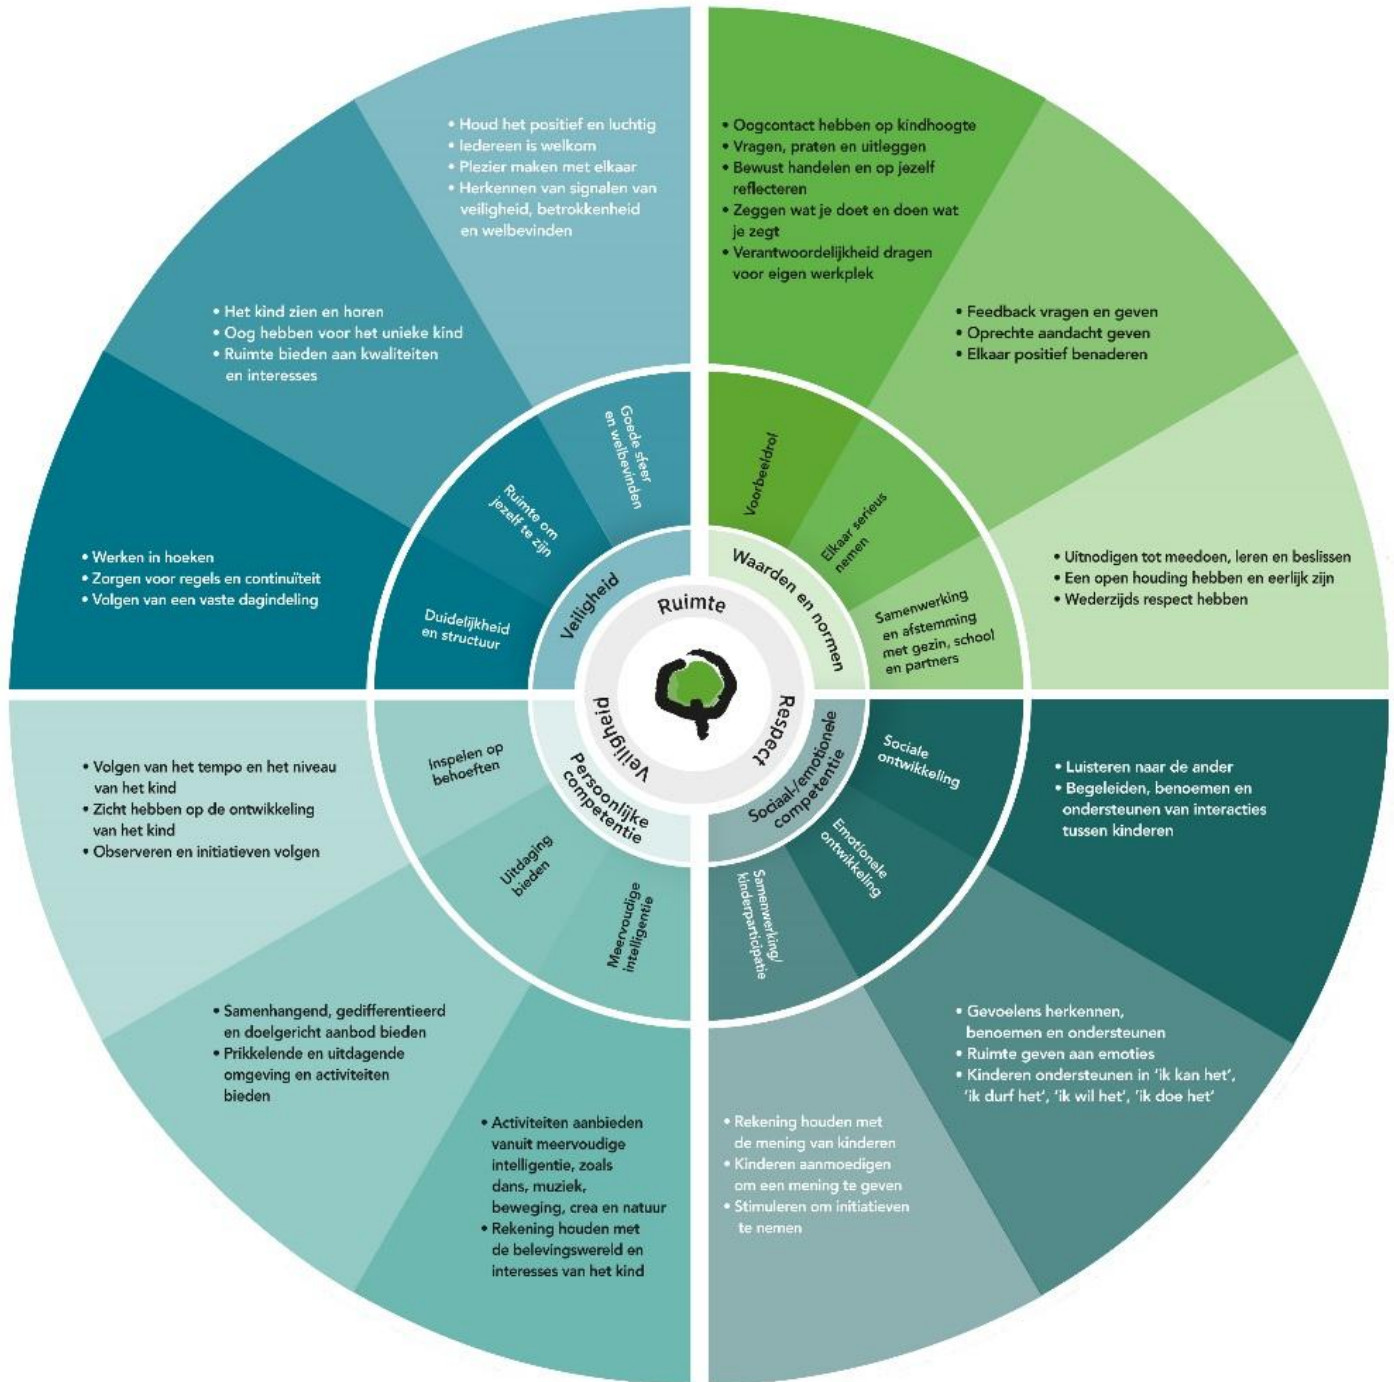 • Houd het positief en luchtig
• Iedereen is welkom
• Plezier maken met elkaar
• Herkennen van signalen van
veiligheid, betrokkenheid
en welbevinden
• Oogcontact hebben op kindhoogte
• Vragen, praten en uitleggen
• Bewust handelen en op jezelf
reflecteren
• Zeggen wat je doet en doen wat
je zegt
• Verantwoordelijkheid dragen
voor eigen werkplek
• Het kind zien en horen
• Oog hebben voor het unieke kind
• Ruimte bieden aan kwaliteiten
en interesses
• Feedback vragen en geven
• Oprechte aandacht geven
• Elkaar positief benaderen
• Werken in hoeken
• Zorgen voor regels en continuïteit
• Volgen van een vaste dagindeling
• Uitnodigen tot meedoen, leren en beslissen
• Een open houding hebben en eerlijk zijn
• Wederzijds respect hebben
Goede sfeer
en welbevinden
Ruimte om
jezelf te zijn
Duidelijkheid
en structuur
Voorbeeldrol
Elkaar serieus
nemen
Samenwerking
en afstemming
met gezin, school
en partners
Veiligheid
Waarden en normen
Ruimte
Respect
Veiligheid
Persoonlijke
competentie
Sociaal-/emotionele
competentie
Inspelen op
behoeften
Uitdaging
bieden
Meervoudige
intelligentie
Sociale
ontwikkeling
Emotionele
ontwikkeling
Samenwerking/
kinderparticipatie
• Volgen van het tempo en het niveau
van het kind
• Zicht hebben op de ontwikkeling
van het kind
• Observeren en initiatieven volgen
• Luisteren naar de ander
• Begeleiden, benoemen en
ondersteunen van interacties
tussen kinderen
• Samenhangend, gedifferentieerd
en doelgericht aanbod bieden
• Prikkelende en uitdagende
omgeving en activiteiten
bieden
• Gevoelens herkennen,
benoemen en ondersteunen
• Ruimte geven aan emoties
• Kinderen ondersteunen in ‘ik kan het’,
‘ik durf het’, ‘ik wil het’, ‘ik doe het’
• Activiteiten aanbieden
vanuit meervoudige
intelligentie, zoals
dans, muziek,
beweging, crea en natuur
• Rekening houden met
de belevingswereld en
interesses van het kind
• Rekening houden met
de mening van kinderen
• Kinderen aanmoedigen
om een mening te geven
• Stimuleren om initiatieven
te nemen